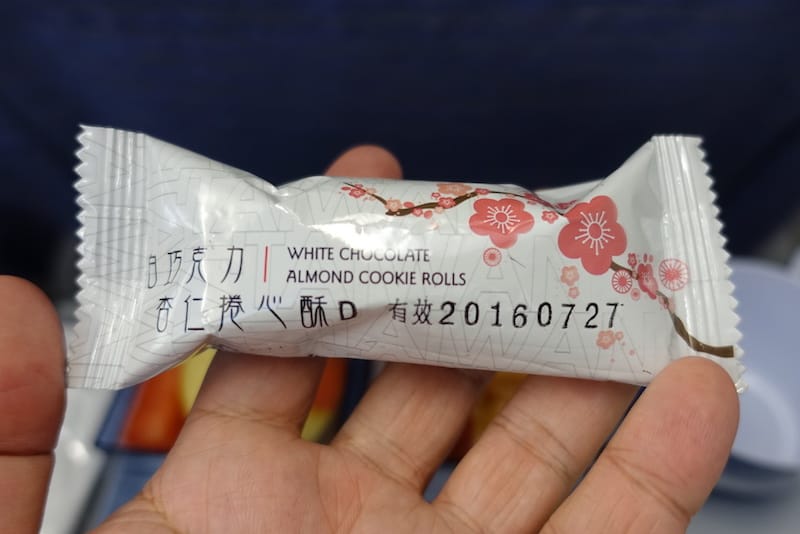 白巧克力
杏仁捲心酥D 有效20160727
WHITE CHOCOLATE
ALMOND COOKIE ROLLS
TAIWAN